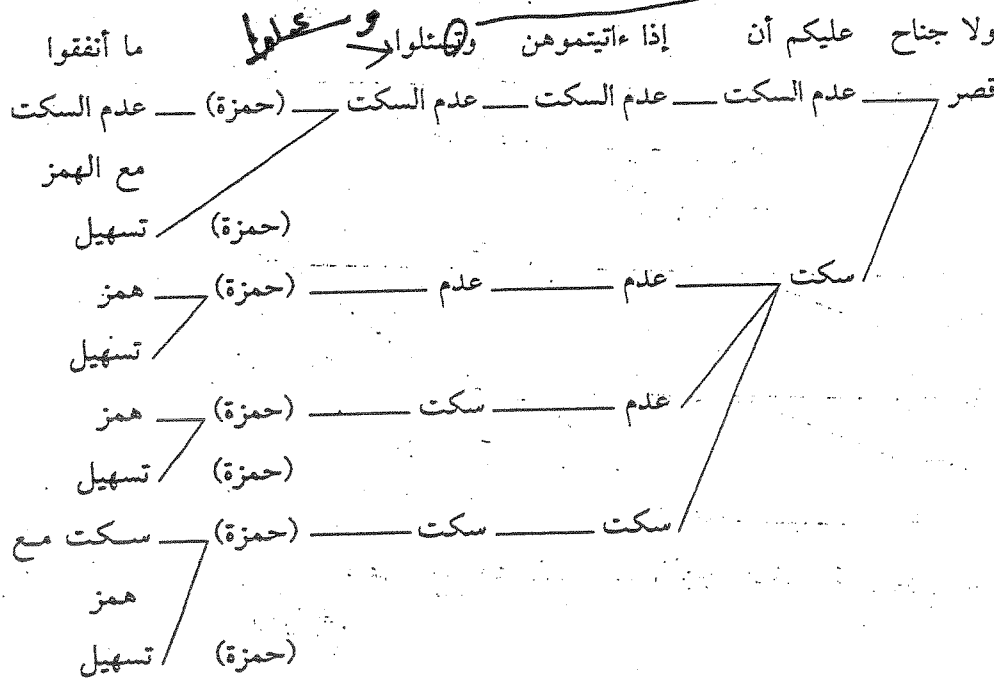 ولا جناح عليكم أن إذا ءاتيتموهن وتسئلوا ما أنفقوا
قصر عدم السكت عدم السكت عدم السكت (حمزة) عدم السكت
مع الهمز
(حمزة) تسهيل
سكت عدم عدم (حمزة) همز
تسهيل
عدم سكت (حمزة) همز
(حمزة) تسهيل
سكت سكت (حمزة) سكت مع
همز
(حمزة) تسهيل